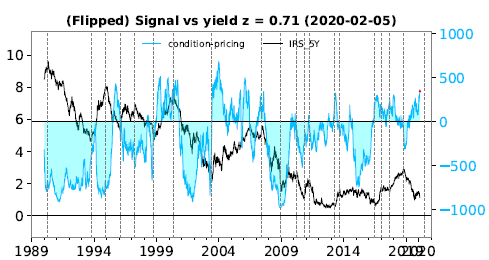 (Flipped) Signal vs yield z = 0.71 (2020-02-05)
condition-pricing IRS_5Y
10 1000
8 500
6 0
4 -500
2 -1000
0
1989 1994 1999 2004 2009 2014 2019 2020